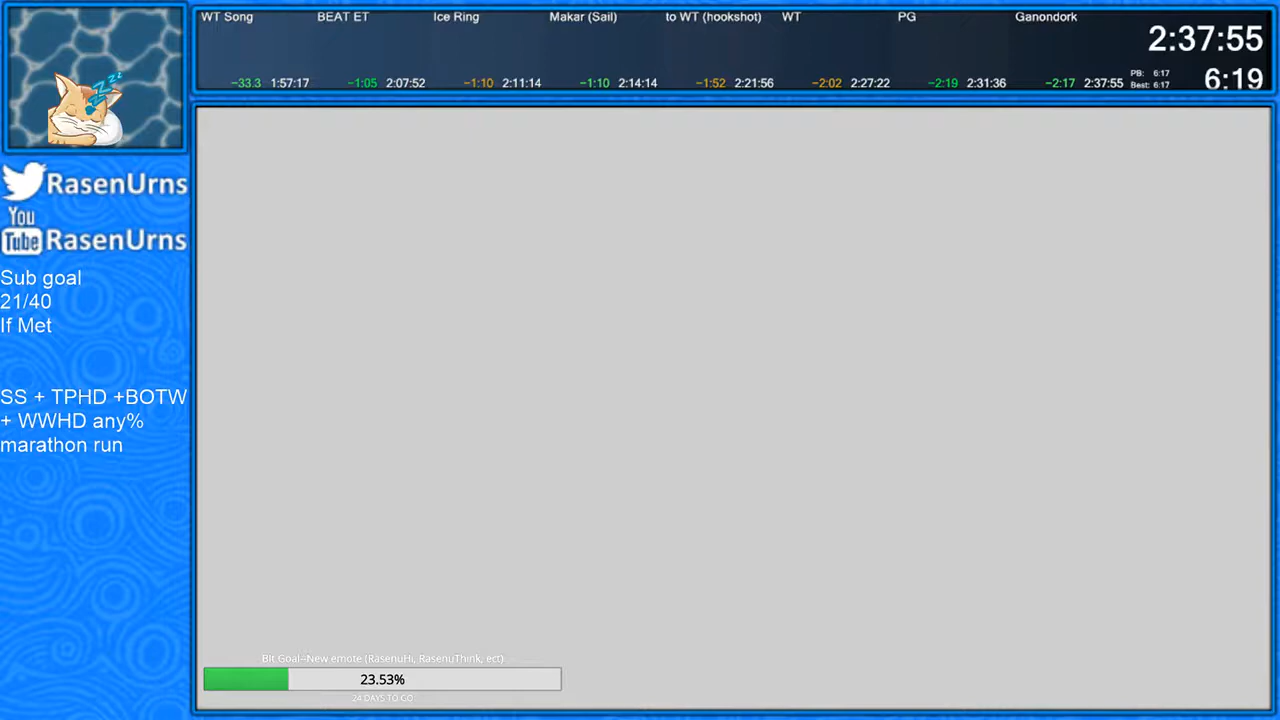 WT Song BEAT ET Ice Ring Makar (Sail) to WT (hookshot) WT PG Ganondork
2:37:55
−33.3 1:57:17 −1:05 2:07:52 −1:10 2:11:14 −1:10 2:14:14 −1:52 2:21:56 −2:02 2:27:22 −2:19 2:31:36 −2:17 2:37:55
PB: 6:17
Best: 6:17
6:19
RasenUrns
You
Tube RasenUrns
Sub goal
21/40
If Met
SS + TPHD +BOTW
+ WWHD any%
marathon run
Bit Goal--New emote (RasenuHi, RasenuThink, ect)
23.53%
24 DAYS TO GO